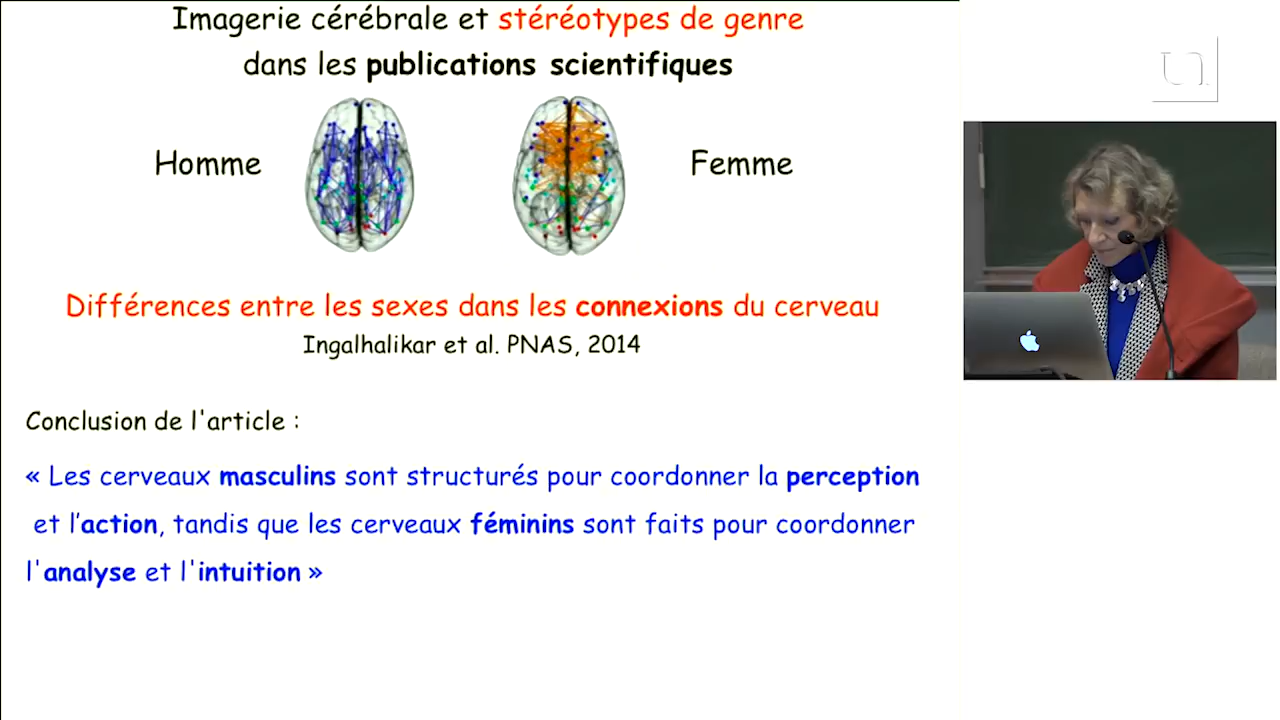 Imagerie cérébrale et stéréotypes de genre
dans les publications scientifiques
Homme
Femme
Différences entre les sexes dans les connexions du cerveau
Ingalhalikar et al. PNAS, 2014
Conclusion de l'article :
« Les cerveaux masculins sont structurés pour coordonner la perception
et l’action, tandis que les cerveaux féminins sont faits pour coordonner
l'analyse et l'intuition »